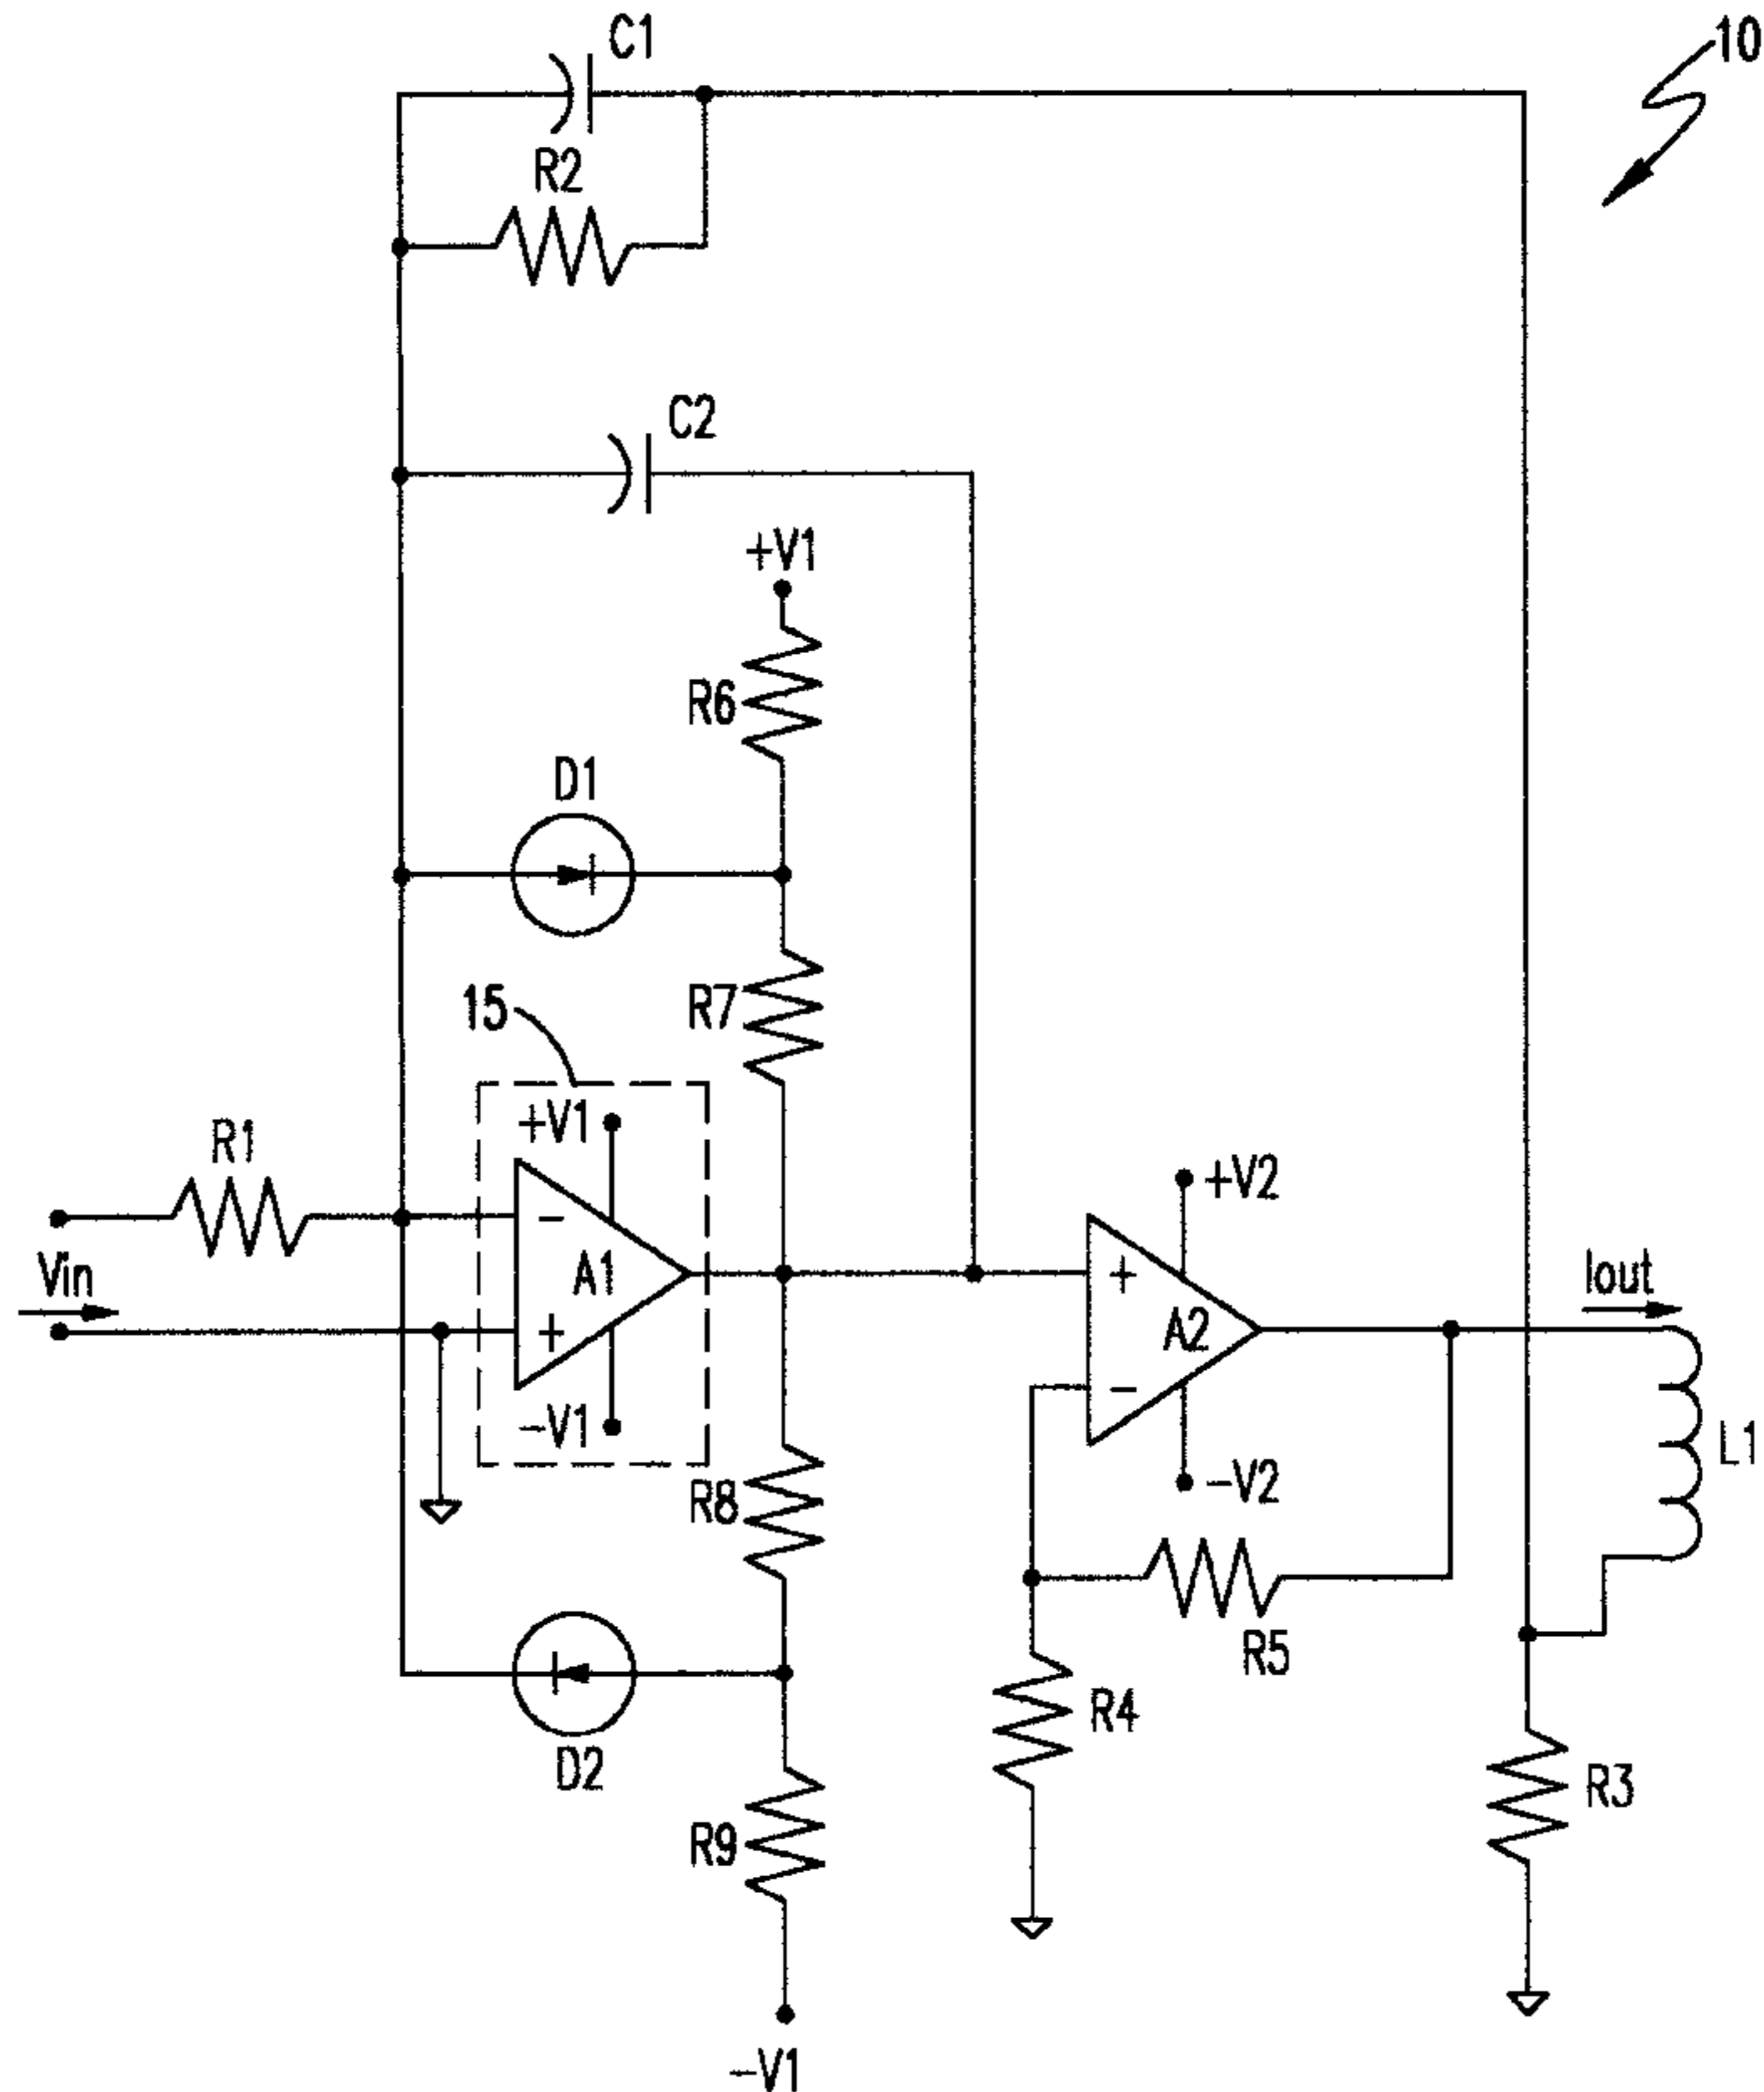 C1
10
R2
C2
+V1
R6
D1
R7
15
+V1
R1
-
A1
+
-V1
Vin
+V2
+
A2
-
-V2
Iout
L1
R8
R5
R4
D2
R3
R9
-V1